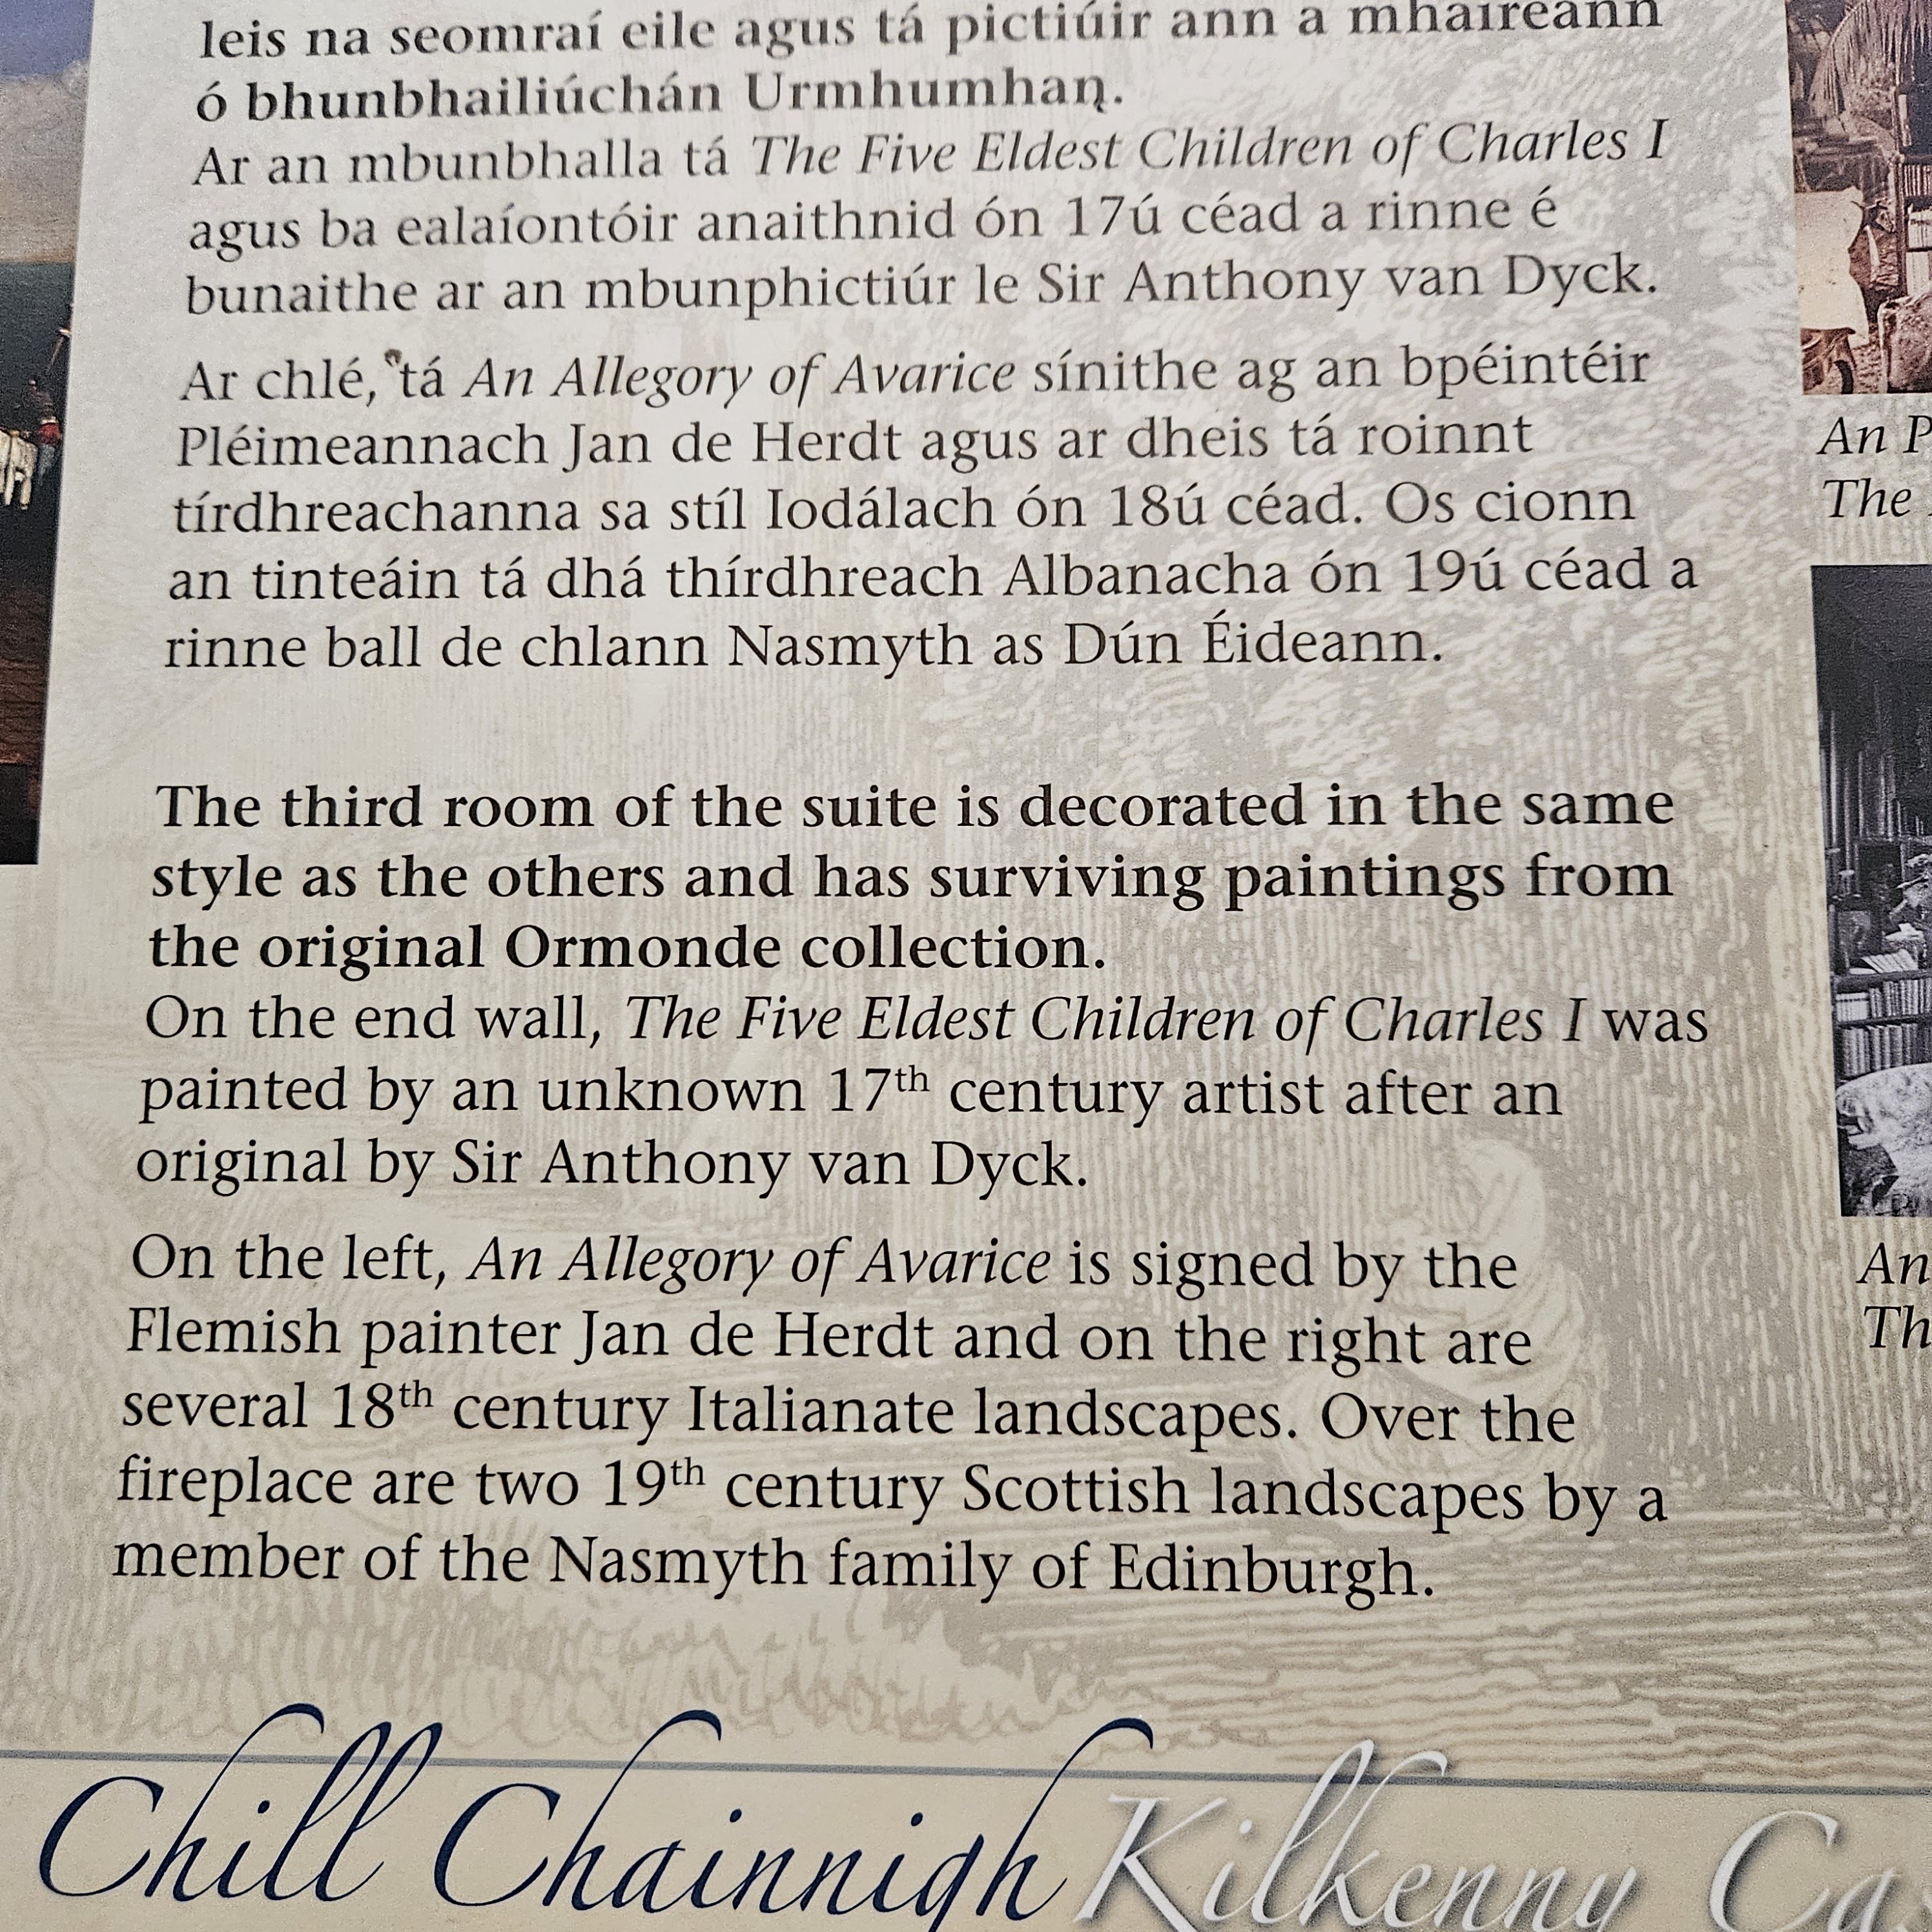 leis na seomraí eile agus tá pictiúir ann a mhaireann
ó bhunbhailiúchán Urmhumhan.
Ar an mbunbhalla tá The Five Eldest Children of Charles I
agus ba ealaíontóir anaithnid ón 17ú céad a rinne é
bunaithe ar an mbunphictiúr le Sir Anthony van Dyck.
Ar chlé, tá An Allegory of Avarice sínithe ag an bpéintéir
Pléimeannach Jan de Herdt agus ar dheis tá roinnt
tírdhreachanna sa stíl Iodálach ón 18ú céad. Os cionn
an tinteáin tá dhá thírdhreach Albanacha ón 19ú céad a
rinne ball de chlann Nasmyth as Dún Éideann.
The third room of the suite is decorated in the same
style as the others and has surviving paintings from
the original Ormonde collection.
On the end wall, The Five Eldest Children of Charles I was
painted by an unknown 17th century artist after an
original by Sir Anthony van Dyck.
On the left, An Allegory of Avarice is signed by the
Flemish painter Jan de Herdt and on the right are
several 18th century Italianate landscapes. Over the
fireplace are two 19th century Scottish landscapes by a
member of the Nasmyth family of Edinburgh.
An P
The
An
Th
Chill Chainnigh Kilkenny Ca